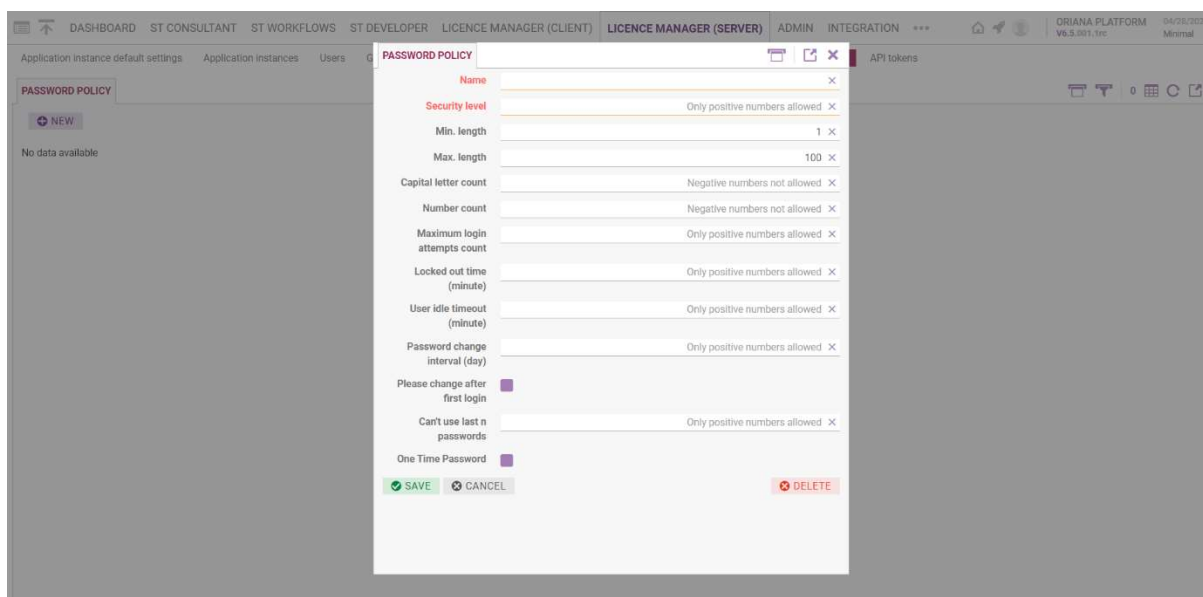 DASHBOARD ST CONSULTANT ST WORKFLOWS ST DEVELOPER LICENCE MANAGER (CLIENT) LICENCE MANAGER (SERVER) ADMIN INTEGRATION ••• ORIANA PLATFORM
V6.5.001.1rc Minimal
Application instance default settings Application instances Users API tokens
PASSWORD POLICY
0
NEW
No data available
PASSWORD POLICY
Name
Security level Only positive numbers allowed
Min. length 1
Max. length 100
Capital letter count Negative numbers not allowed
Number count Negative numbers not allowed
Maximum login Only positive numbers allowed
attempts count
Locked out time Only positive numbers allowed
(minute)
User idle timeout Only positive numbers allowed
(minute)
Password change Only positive numbers allowed
interval (day)
Please change after
first login
Can't use last n Only positive numbers allowed
passwords
One Time Password
SAVE CANCEL DELETE